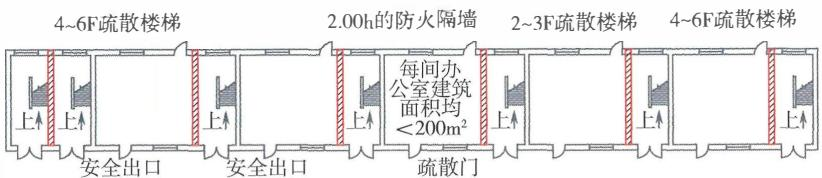 4~6F疏散楼梯
2.00h的防火隔墙
2~3F疏散楼梯
4~6F疏散楼梯
每间办
公室建筑
面积均
<200m²
上
上
上
上
上
上
上
安全出口
安全出口
疏散门